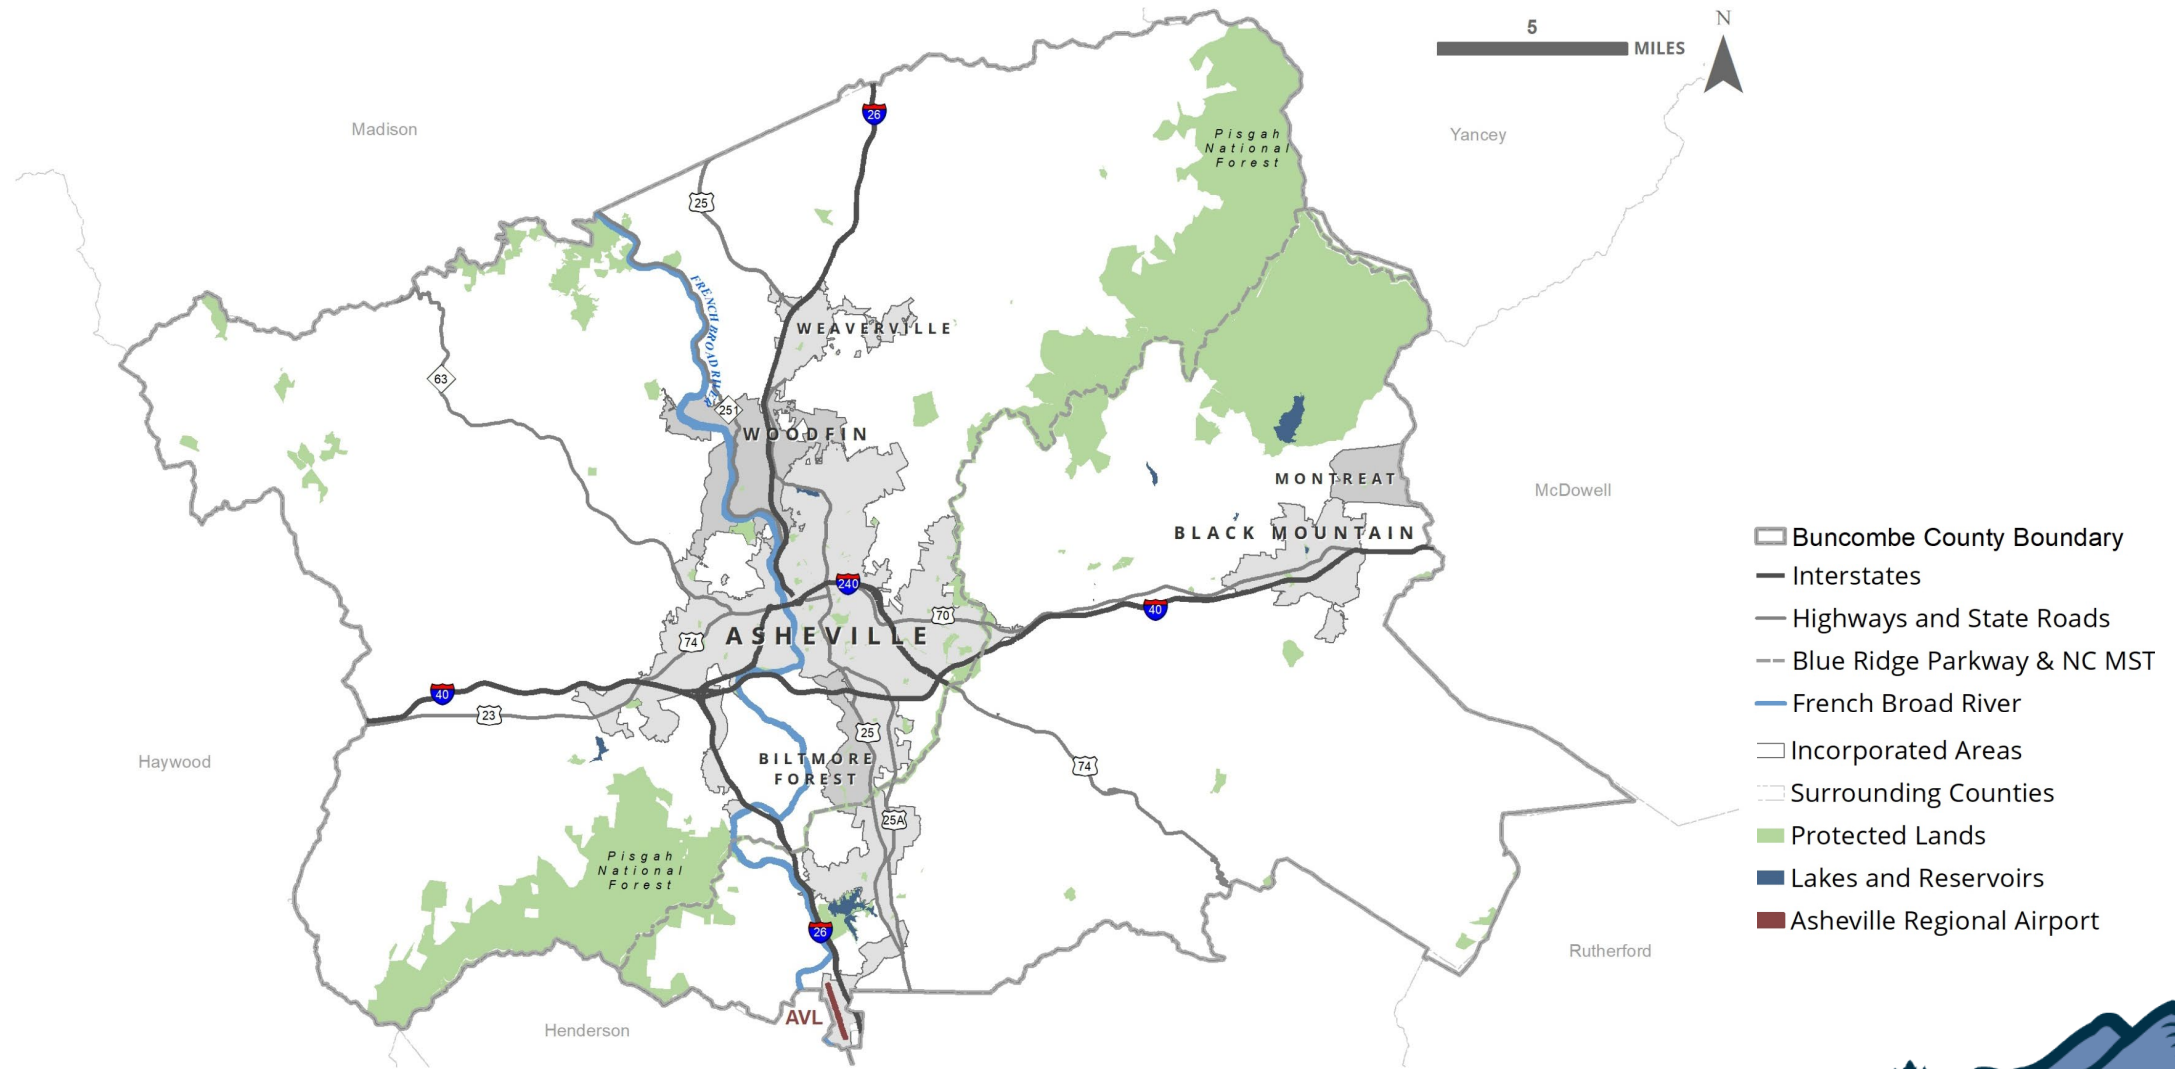 5
MILES
N
26
Madison
Pisgah
National
Forest
Yancey
25
FRENCH BROAD RIVER
WEAVERVILLE
63
251
WOODFIN
MONTREAT
McDowell
BLACK MOUNTAIN
240
40
70
74
ASHEVILLE
40
23
25
Haywood
BILTMORE
FOREST
74
25A
Pisgah
National
Forest
26
Rutherford
AVL
Henderson
Buncombe County Boundary
Interstates
Highways and State Roads
Blue Ridge Parkway & NC MST
French Broad River
Incorporated Areas
Surrounding Counties
Protected Lands
Lakes and Reservoirs
Asheville Regional Airport